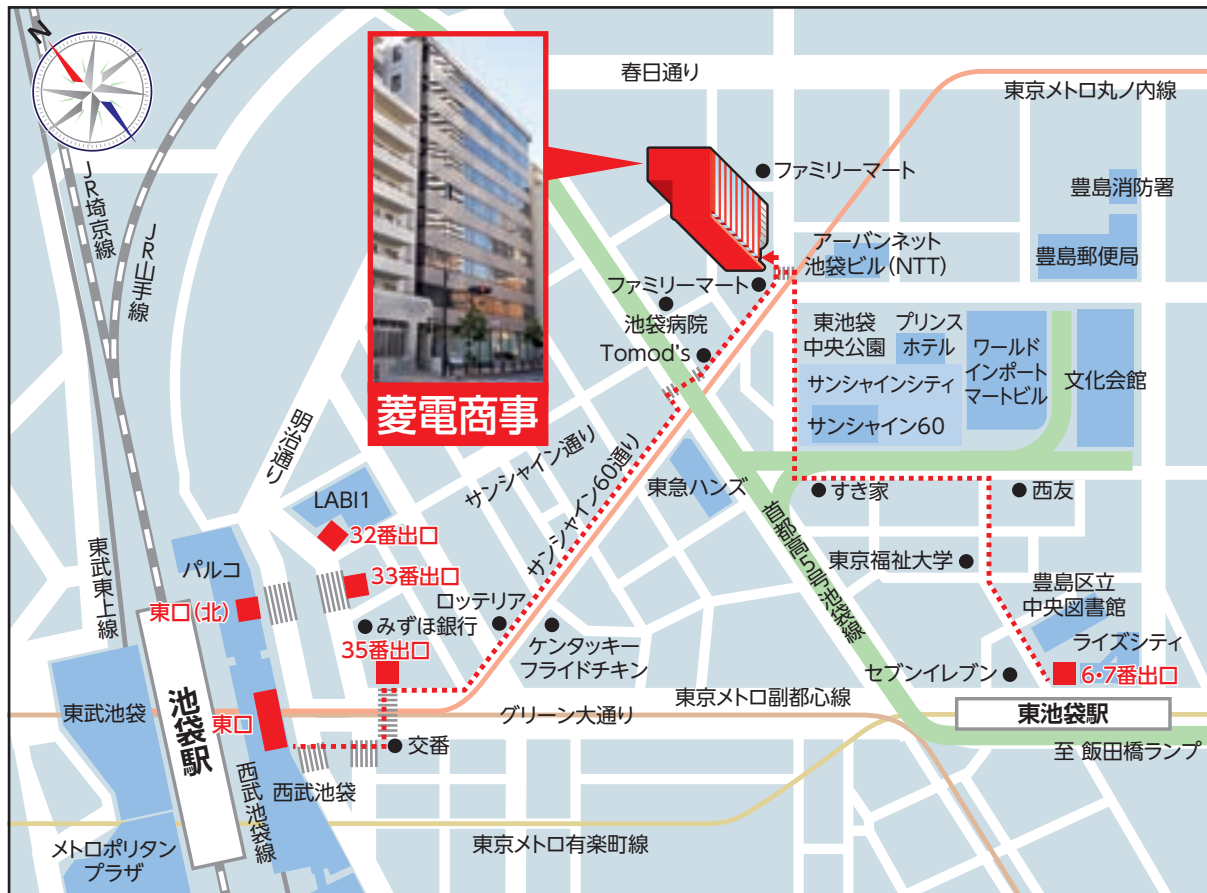 N
春日通り
東京メトロ丸ノ内線
ファミリーマート
豊島消防署
アーバンネット
池袋ビル(NTT)
豊島郵便局
JR埼京線
JR山手線
ファミリーマート
池袋病院
Tomod's
東池袋
中央公園
プリンス
ホテル
ワールド
インポート
マートビル
文化会館
サンシャインシティ
サンシャイン60
菱電商事
明治通り
サンシャイン通り
サンシャイン60通り
東急ハンズ
すき家
西友
LABI1
32番出口
首都高5号池袋線
東武東上線
パルコ
33番出口
東京福祉大学
東口(北)
ロッテリア
みずほ銀行
豊島区立
中央図書館
35番出口
ケンタッキー
フライドチキン
ライズシティ
セブンイレブン
6・7番出口
池袋駅
東武池袋
東口
東京メトロ副都心線
グリーン大通り
東池袋駅
交番
至 飯田橋ランプ
西武池袋線
西武池袋
東京メトロ有楽町線
メトロポリタン
プラザ